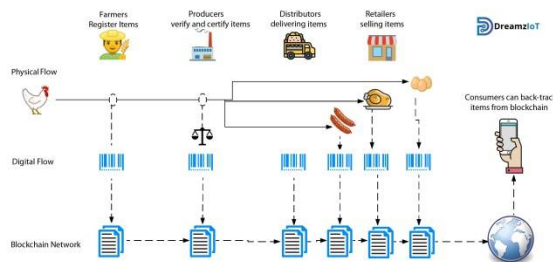 Farmers
Register Items
Producers
verify and certify items
Distributors
delivering items
Retailers
selling items
DreamzIoT
Physical Flow
Consumers can back-track
items from blockchain
Digital Flow
Blockchain Network